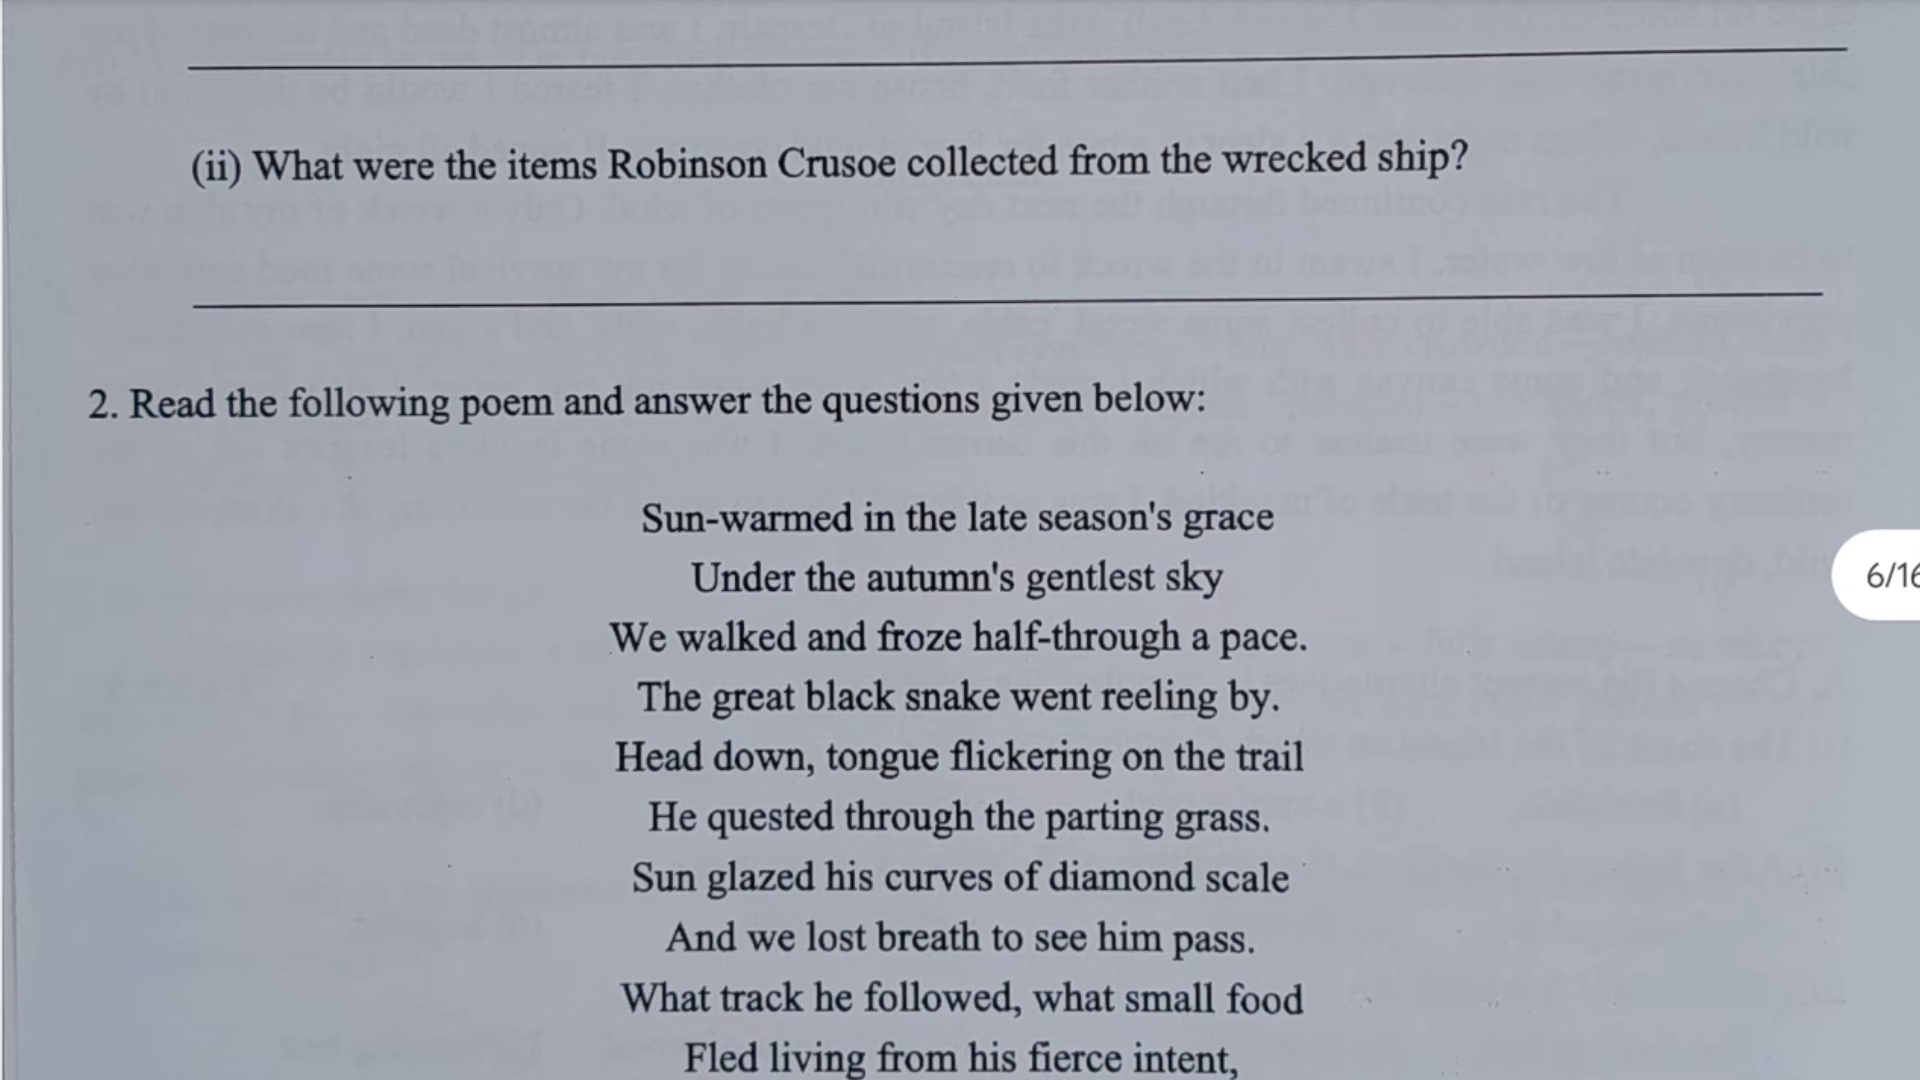 (ii) What were the items Robinson Crusoe collected from the wrecked ship?
2. Read the following poem and answer the questions given below:
Sun-warmed in the late season's grace
Under the autumn's gentlest sky
We walked and froze half-through a pace.
The great black snake went reeling by.
Head down, tongue flickering on the trail
He quested through the parting grass.
6/16
Sun glazed his curves of diamond scale
And we lost breath to see him pass.
What track he followed, what small food
Fled living from his fierce intent,